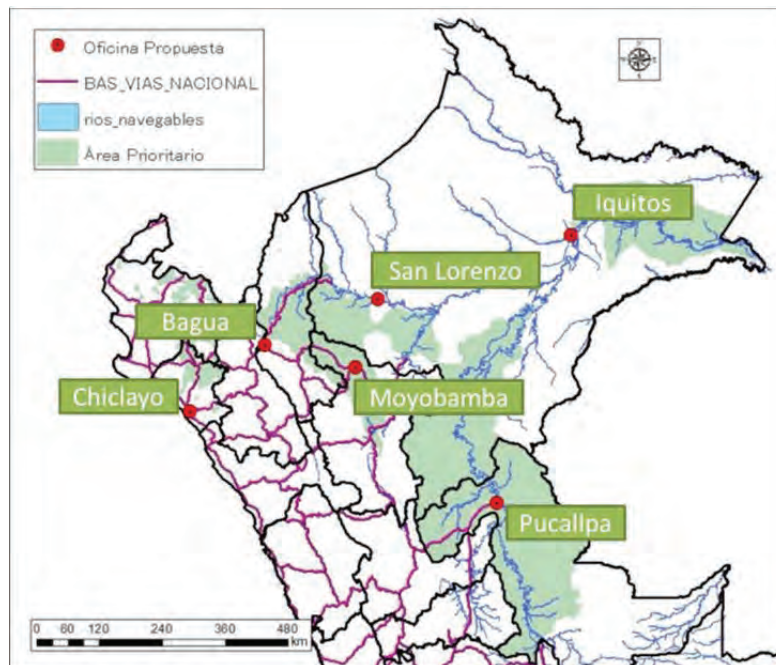 Oficina Propuesta
BAS_VIAS_NACIONAL
rios_navegables
Área Prioritario
Iquitos
San Lorenzo
Bagua
Chiclayo
Moyobamba
Pucallpa
0 60 120 240 360 480
km